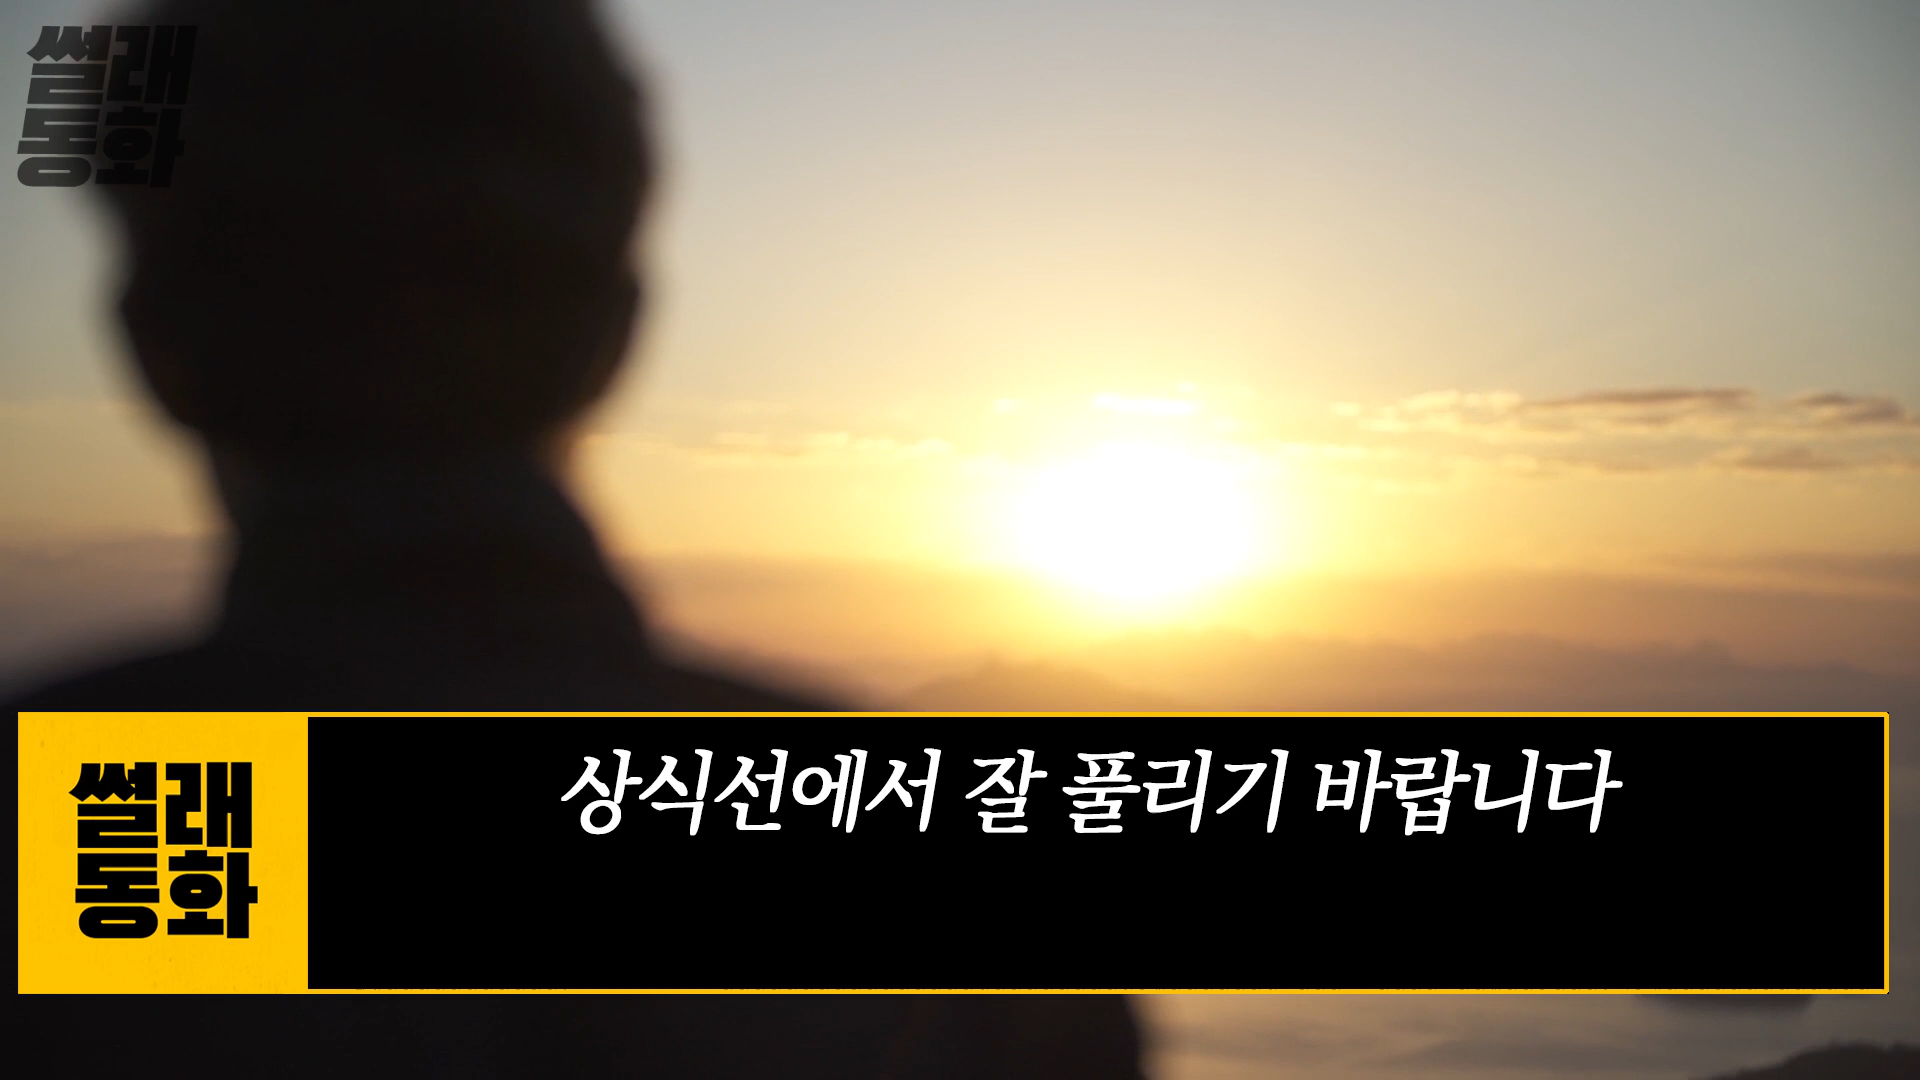 썰래
동화
썰래
동화
상식선에서 잘 풀리기 바랍니다